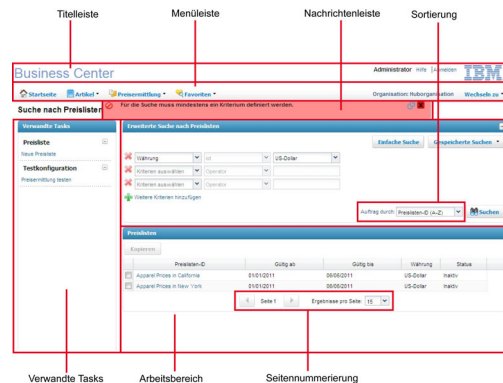 Titelleiste Menüleiste Nachrichtenleiste Sortierung
Business Center
Administrator Hilfe | Abmelden
IBM
Startseite Artikel Preisermittlung Favoriten
Organisation: Huborganisation Wechseln zu
Suche nach Preislisten
Für die Suche muss mindestens ein Kriterium definiert werden.
Verwandte Tasks
Preisliste
Neue Preisliste
Testkonfiguration
Preisermittlung testen
Erweiterte Suche nach Preislisten
Einfache Suche Gespeicherte Suchen
Währung ist US-Dollar
Kriterien auswählen Operator
Kriterien auswählen Operator
Weitere Kriterien hinzufügen
Auftrag durch: Preislisten-ID (A-Z) Suchen
Preislisten
Kopieren
Preislisten-ID Gültig ab Gültig bis Währung Status
Apparel Prices in California 01/01/2011 06/06/2011 US-Dollar Inaktiv
Apparel Prices in New York 01/01/2011 06/06/2011 US-Dollar Inaktiv
Seite 1 Ergebnisse pro Seite: 15
Verwandte Tasks Arbeitsbereich Seitennummerierung